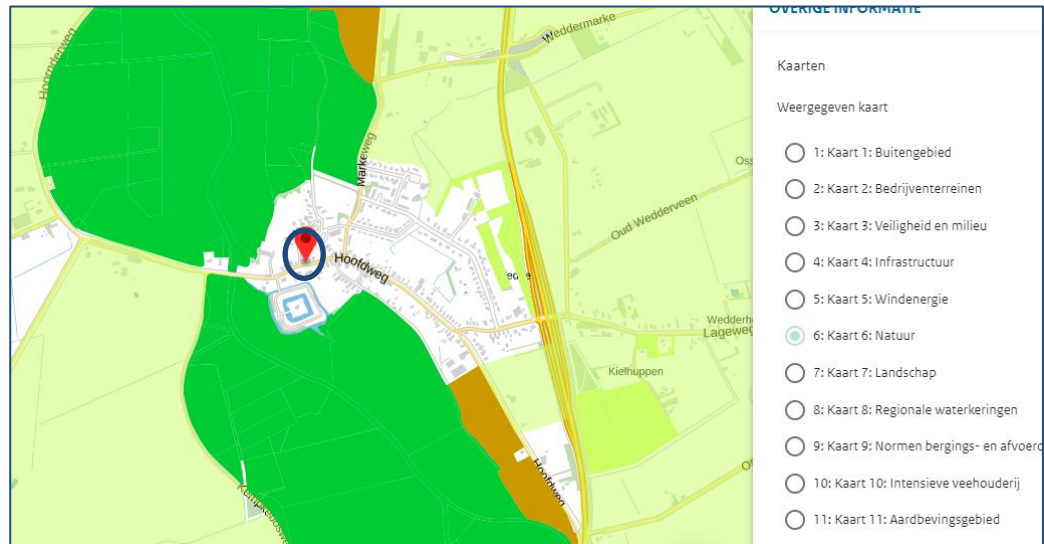 Hoornderweg
Weddermarke
Markeweg
Oud Wedderveen
Hoofdweg
Lageweg
Kielhuppen
Hoofdweg
OVERIGE INFORMATIE
Kaarten
Weergegeven kaart
1: Kaart 1: Buitengebied
2: Kaart 2: Bedrijventerreinen
3: Kaart 3: Veiligheid en milieu
4: Kaart 4: Infrastructuur
5: Kaart 5: Windenergie
6: Kaart 6: Natuur
7: Kaart 7: Landschap
8: Kaart 8: Regionale waterkeringen
9: Kaart 9: Normen bergings- en afvoerc
10: Kaart 10: Intensieve veehouderij
11: Kaart 11: Aardbevingsgebied